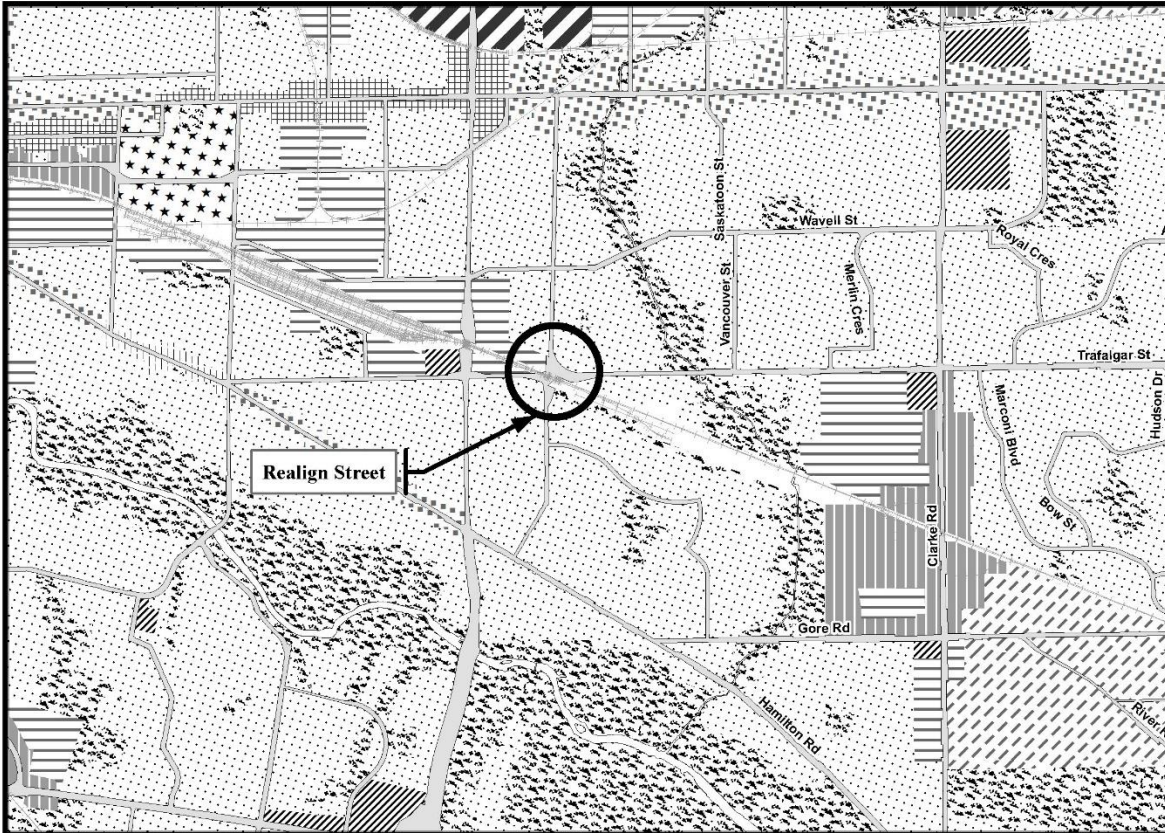 Saskatoon St
Waveil St
Royal Cres
A
Vancouver St
Merlin Cres
Trafalgar St
Marconi Blvd
Hudson Dr
Realign Street
Bow St
Clarke Rd
Gore Rd
Hamilton Rd
River